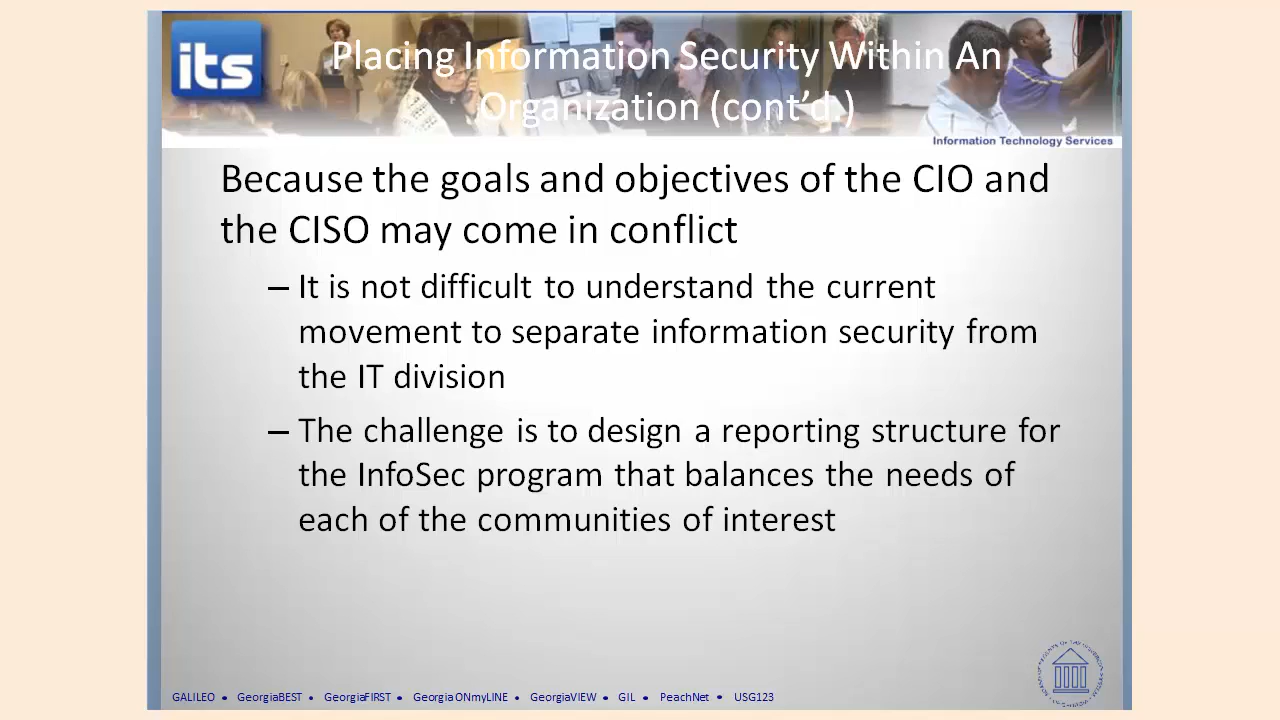 its
Placing Information Security Within An
Organization (cont’d.)
Information Technology Services
Because the goals and objectives of the CIO and
the CISO may come in conflict
– It is not difficult to understand the current
movement to separate information security from
the IT division
– The challenge is to design a reporting structure for
the InfoSec program that balances the needs of
each of the communities of interest
GALILEO • GeorgiaBEST • GeorgiaFIRST • GeorgiaONmyLINE • GeorgiaVIEW • GIL • PeachNet • USG123